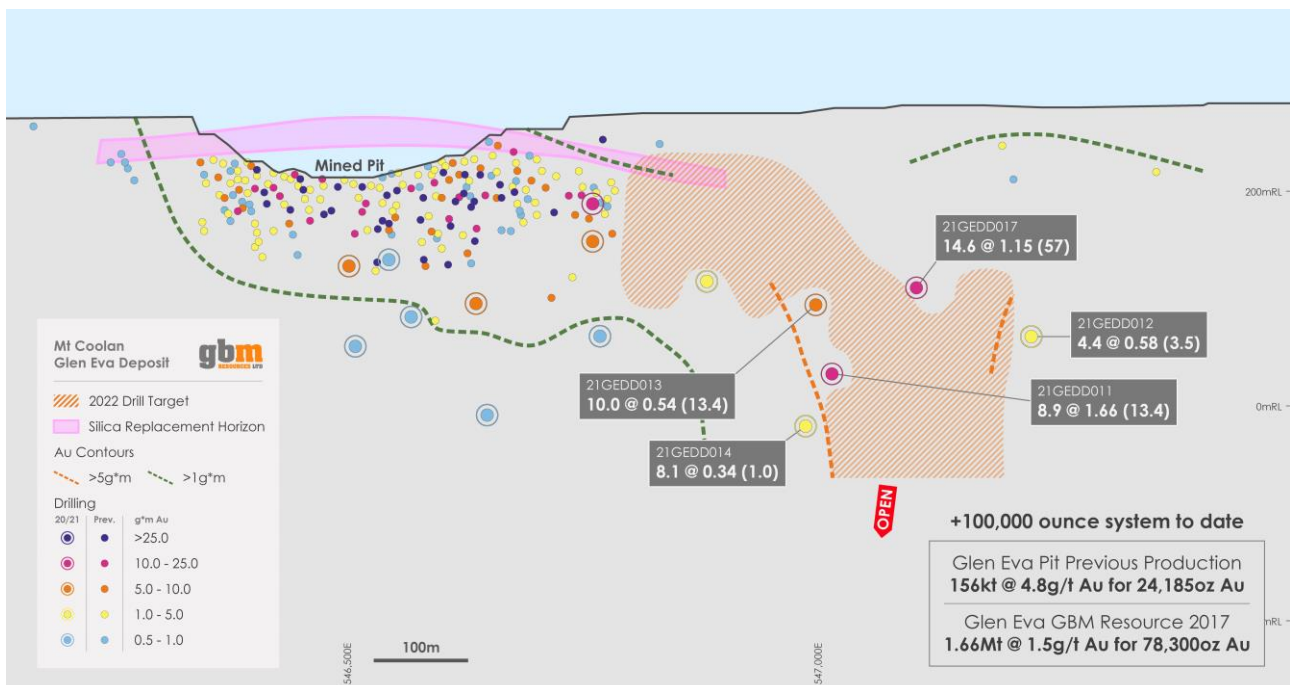 Mined Pit
200mRL
21GEDD017
14.6 @ 1.15 (57)
21GEDD012
4.4 @ 0.58 (3.5)
21GEDD013
10.0 @ 0.54 (13.4)
21GEDD011
8.9 @ 1.66 (13.4)
0mRL
21GEDD014
8.1 @ 0.34 (1.0)
OPEN
Mt Coolan
Glen Eva Deposit
gbm
RESOURCES LTD
2022 Drill Target
Silica Replacement Horizon
Au Contours
>5g*m
>1g*m
Drilling
20/21 Prev. g*m Au
>25.0
10.0 - 25.0
5.0 - 10.0
1.0 - 5.0
0.5 - 1.0
546,500E
100m
547,000E
+100,000 ounce system to date
Glen Eva Pit Previous Production
156kt @ 4.8g/t Au for 24,185oz Au
Glen Eva GBM Resource 2017
1.66Mt @ 1.5g/t Au for 78,300oz Au
mRL